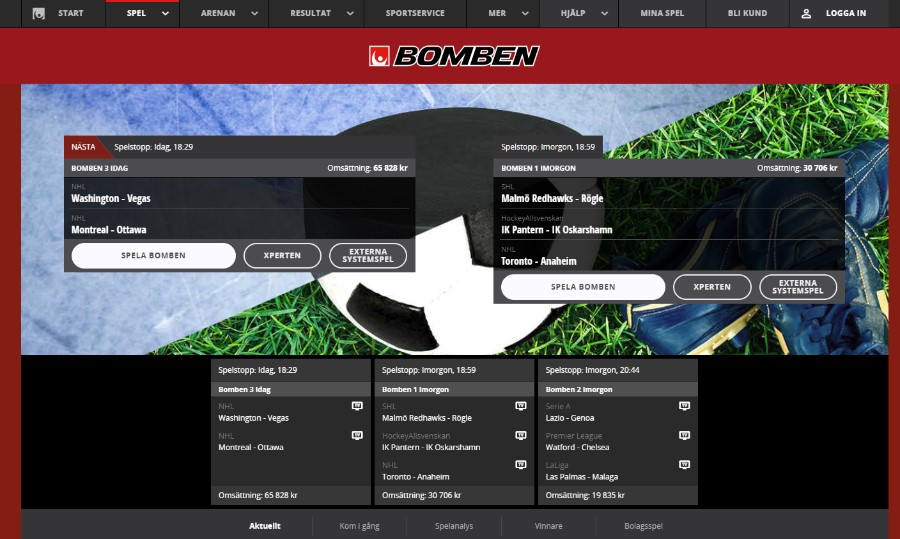 START
SPEL
ARENAN
RESULTAT
SPORTSERVICE
MER
HJÄLP
MINA SPEL
BLI KUND
LOGGA IN
BOMBEN
NÄSTA
Spelstopp: Idag, 18:29
BOMBEN 3 IDAG
Omsättning: 65 828 kr
NHL
Washington - Vegas
NHL
Montreal - Ottawa
SPELA BOMBEN
XPERTEN
EXTERNA
SYSTEMSPEL
Spelstopp: Imorgon, 18:59
BOMBEN 1 IMORGON
Omsättning: 30 706 kr
SHL
Malmö Redhawks - Rögle
HockeyAllsvenskan
IK Pantern - IK Oskarshamn
NHL
Toronto - Anaheim
SPELA BOMBEN
XPERTEN
EXTERNA
SYSTEMSPEL
Spelstopp: Idag, 18:29
Bomben 3 Idag
NHL
Washington - Vegas
NHL
Montreal - Ottawa
Omsättning: 65 828 kr
Spelstopp: Imorgon, 18:59
Bomben 1 Imorgon
SHL
Malmö Redhawks - Rögle
HockeyAllsvenskan
IK Pantern - IK Oskarshamn
NHL
Toronto - Anaheim
Omsättning: 30 706 kr
Spelstopp: Imorgon, 20:44
Bomben 2 Imorgon
Serie A
Lazio - Genoa
Premier League
Watford - Chelsea
LaLiga
Las Palmas - Malaga
Omsättning: 19 835 kr
Aktuellt
Kom i gång
Spelanalys
Vinnare
Bolagsspel